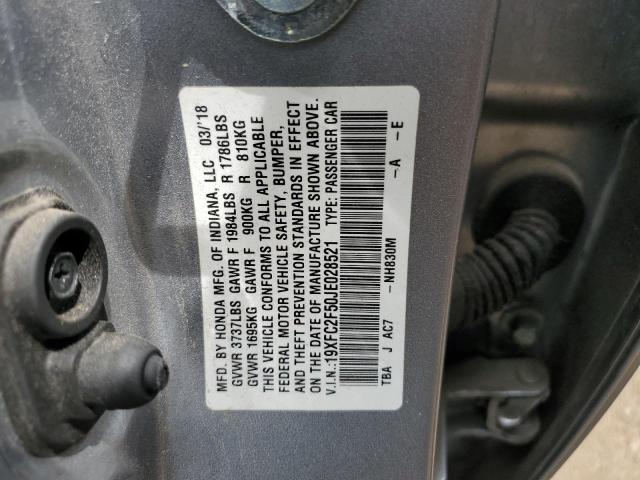 MFD. BY HONDA MFG. OF INDIANA, LLC 03/'18
GVWR 3737LBS GAWR F 1984LBS R 1786LBS
GVWR 1695KG GAWR F 900KG R 810KG
THIS VEHICLE CONFORMS TO ALL APPLICABLE
FEDERAL MOTOR VEHICLE SAFETY, BUMPER,
AND THEFT PREVENTION STANDARDS IN EFFECT
ON THE DATE OF MANUFACTURE SHOWN ABOVE.
V.I.N.:19XFC2F50JE028521 TYPE: PASSENGER CAR
TBA J AC7 -NH830M -A -E